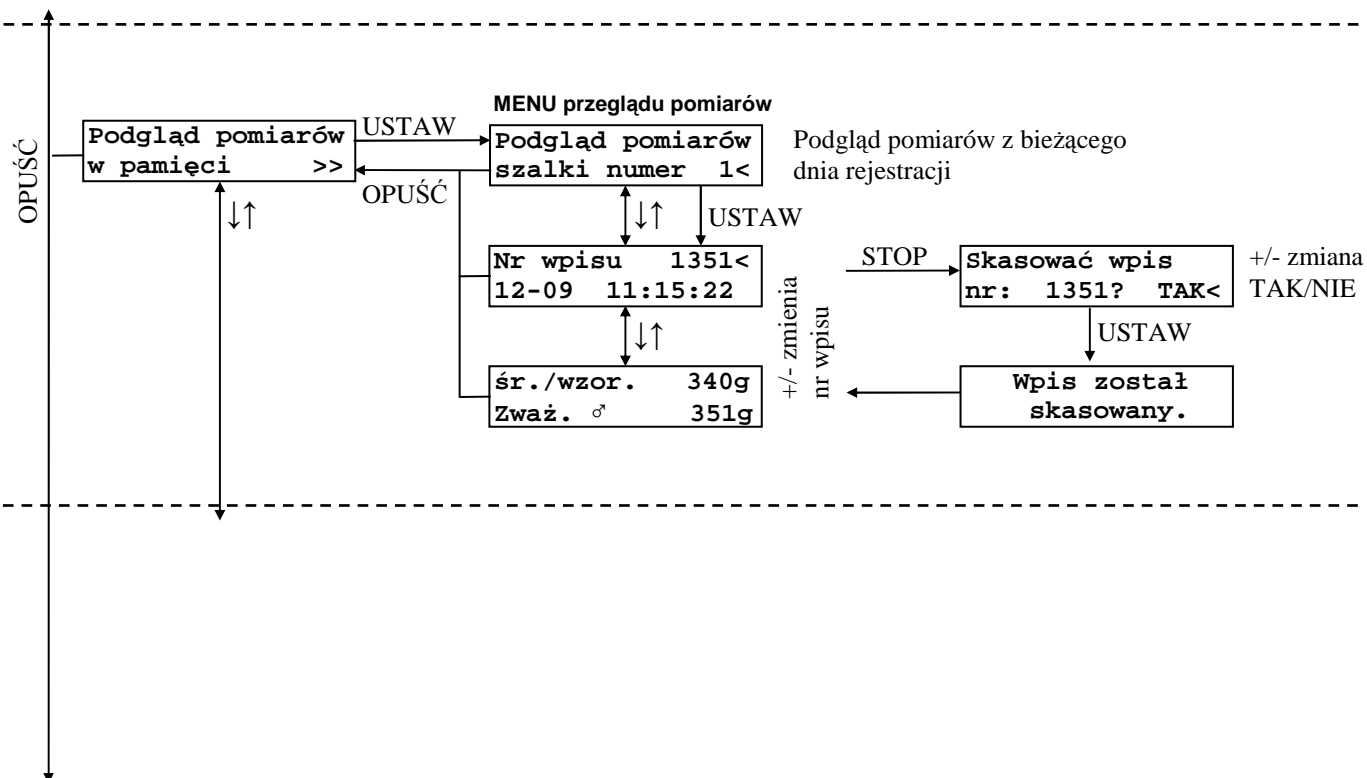 OPUŚĆ
Podgląd pomiarów
w pamięci >>
↓↑
USTAW
OPUŚĆ
MENU przeglądu pomiarów
Podgląd pomiarów
szalki numer 1<
Podgląd pomiarów z bieżącego
dnia rejestracji
↓↑
USTAW
Nr wpisu 1351<
12-09 11:15:22
↓↑
śr./wzor. 340g
Zważ. ♂ 351g
+/- zmienia
nr wpisu
STOP
Skasować wpis
nr: 1351? TAK<
+/- zmiana
TAK/NIE
USTAW
Wpis został
skasowany.